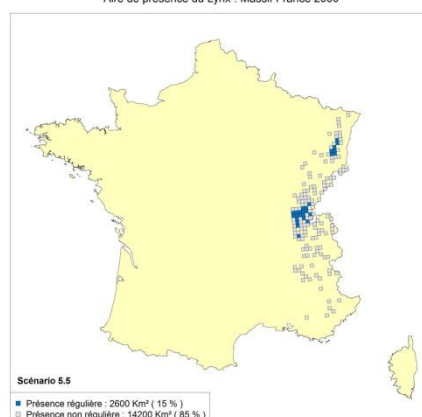 Aire de présence du Lynx : Massif France
Scénario 5.5
Présence régulière : 2600 Km² ( 15 % )
Présence non régulière : 14200 Km² ( 85 % )